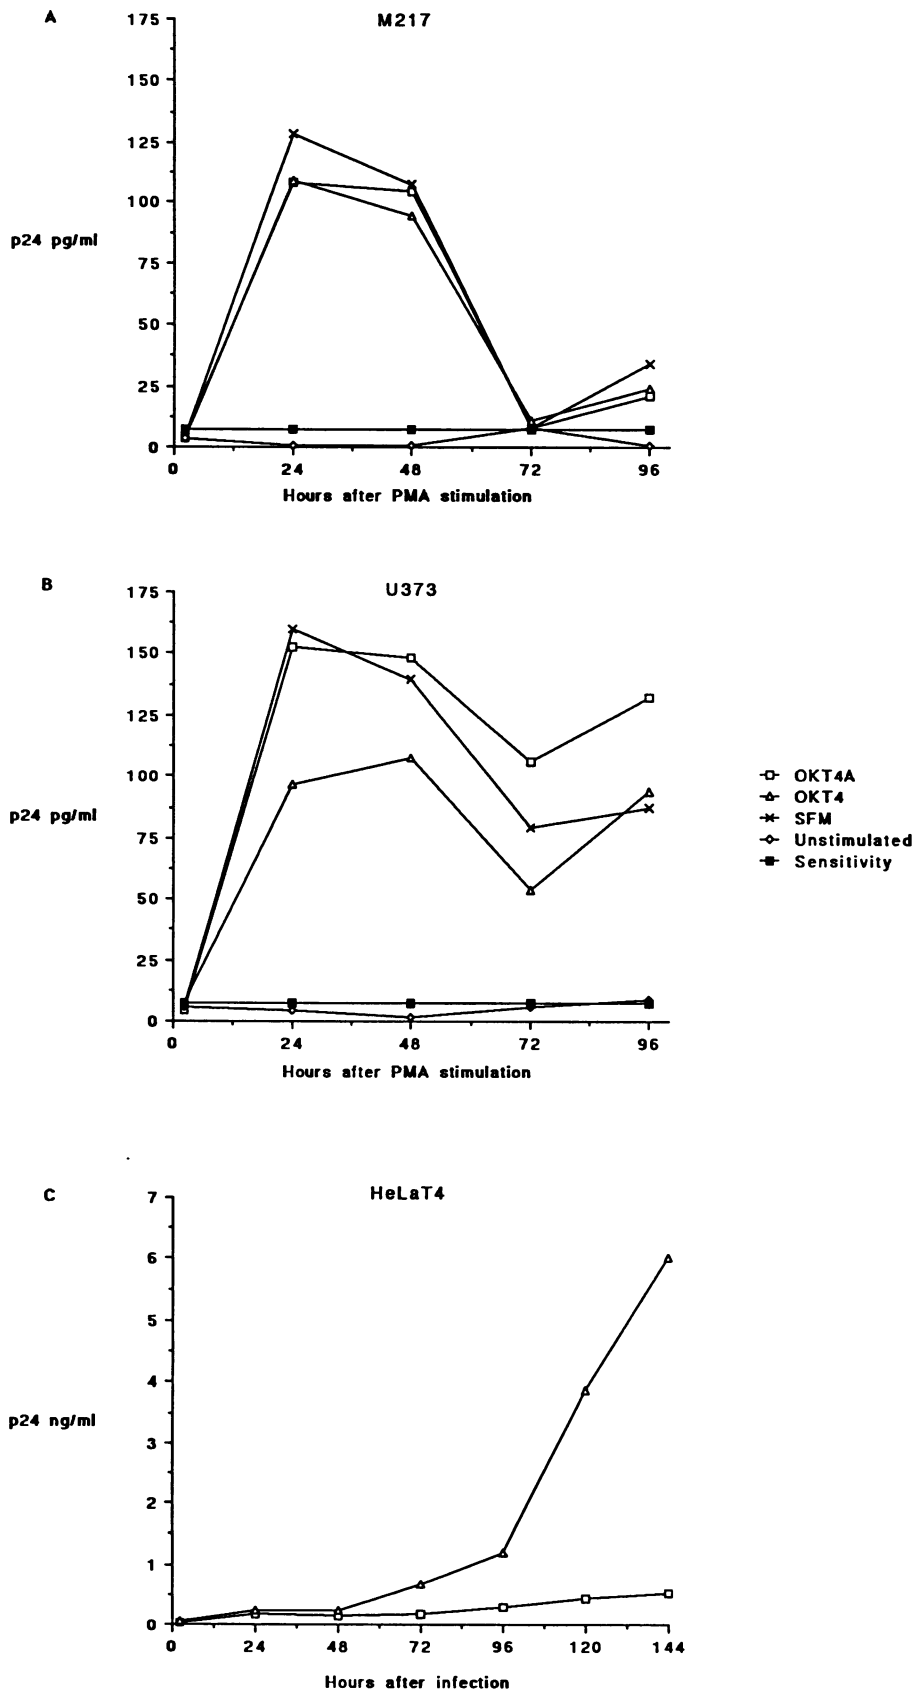 A
M217
175
150
125
100
75
50
25
0
p24 pg/ml
0 24 48 72 96
Hours after PMA stimulation
B
U373
175
150
125
100
75
50
25
0
p24 pg/ml
0 24 48 72 96
Hours after PMA stimulation
OKT4A
OKT4
SFM
Unstimulated
Sensitivity
C
HeLaT4
7
6
5
4
3
2
1
0
p24 ng/ml
0 24 48 72 96 120 144
Hours after infection